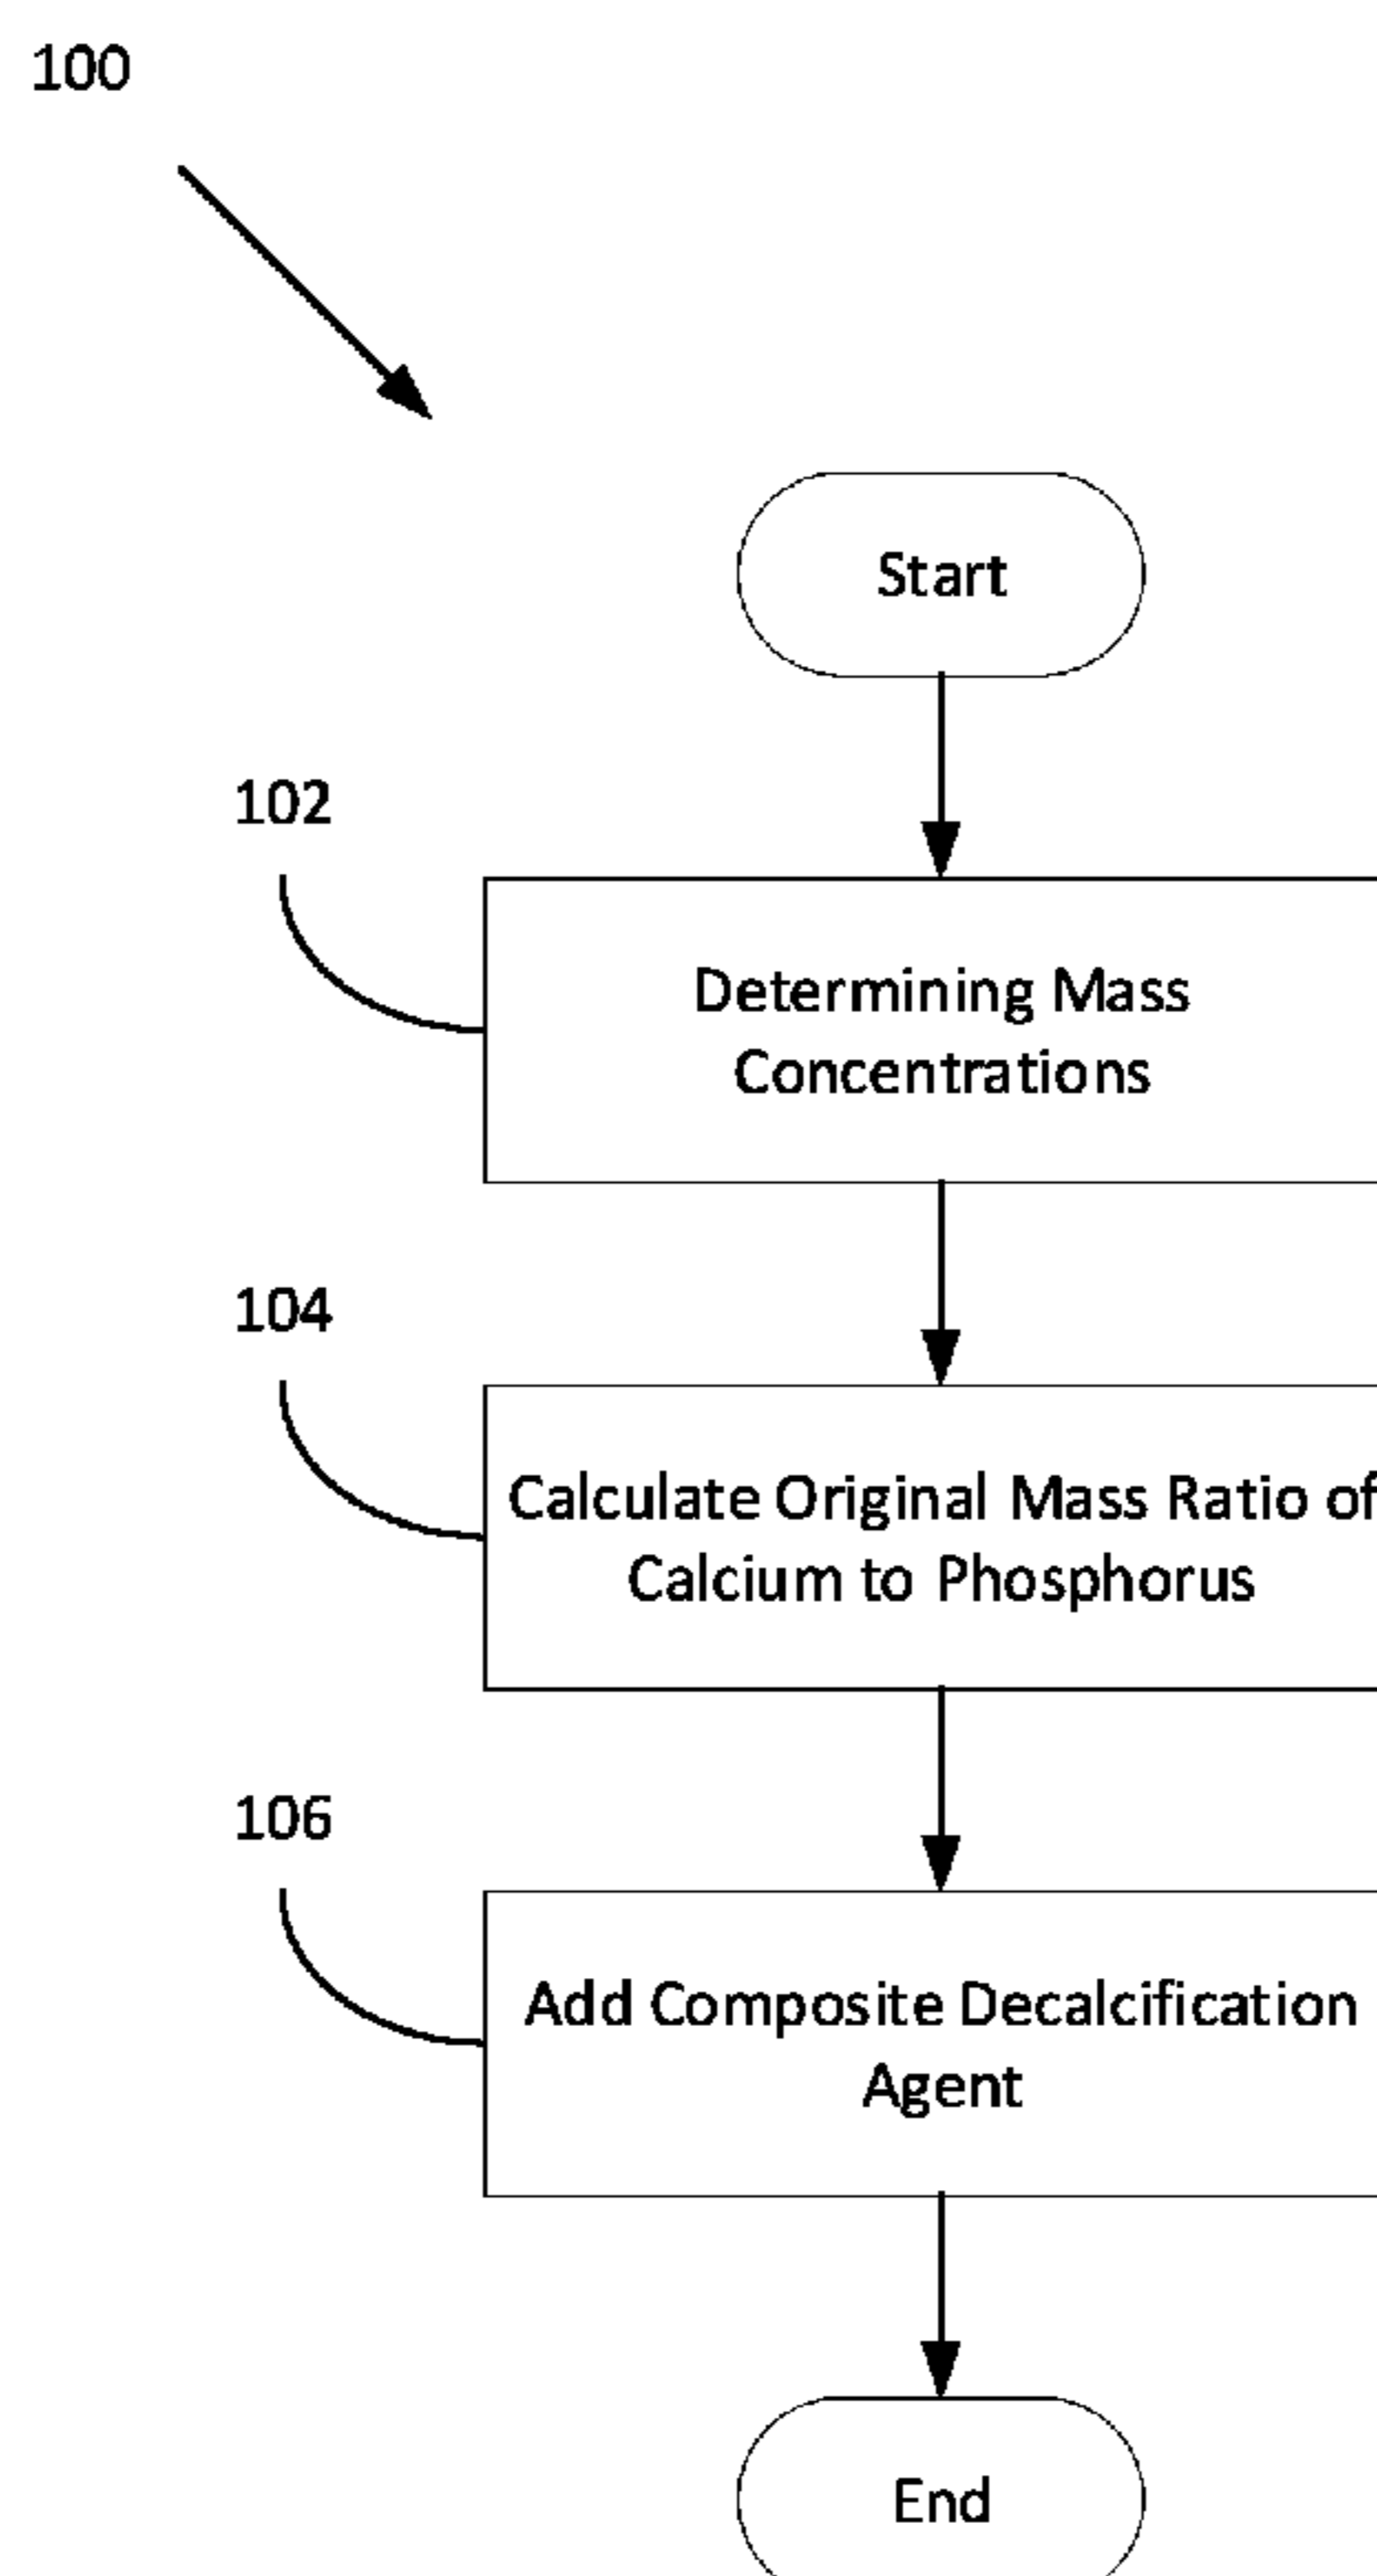 100
Start
102
Determining Mass
Concentrations
104
Calculate Original Mass Ratio of
Calcium to Phosphorus
106
Add Composite Decalcification
Agent
End